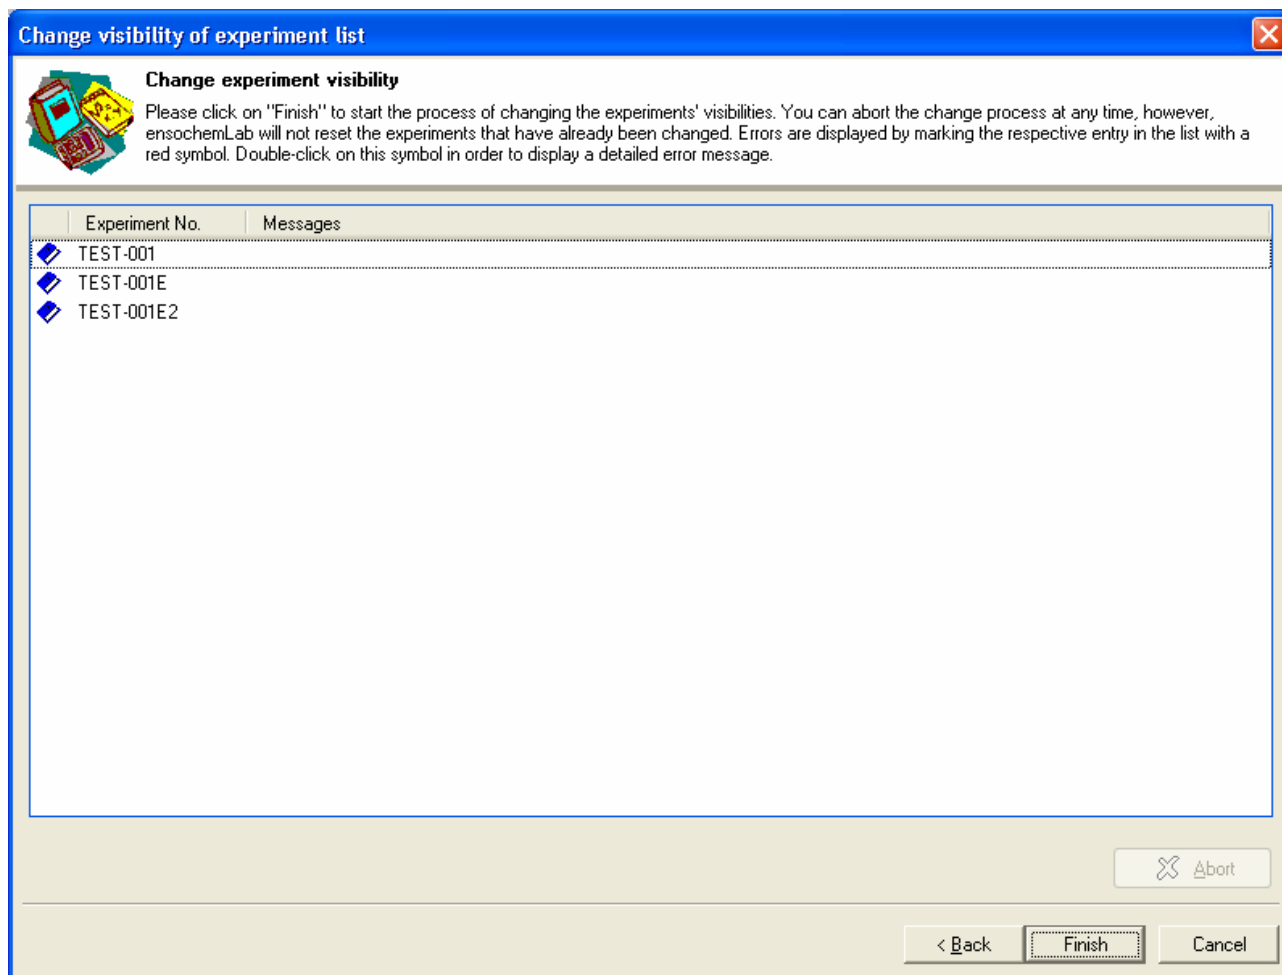 Change visibility of experiment list
Change experiment visibility
Please click on "Finish" to start the process of changing the experiments' visibilities. You can abort the change process at any time, however,
ensochemLab will not reset the experiments that have already been changed. Errors are displayed by marking the respective entry in the list with a
red symbol. Double-click on this symbol in order to display a detailed error message.
Experiment No. Messages
TEST-001
TEST-001E
TEST-001E2
Abort
< Back Finish Cancel